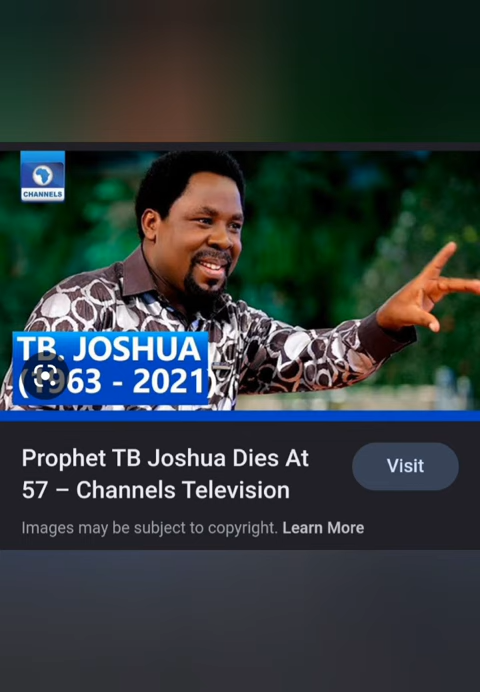 CHANNELS
TB. JOSHUA
(1963 - 2021)
Prophet TB Joshua Dies At
57 – Channels Television
Visit
Images may be subject to copyright. Learn More